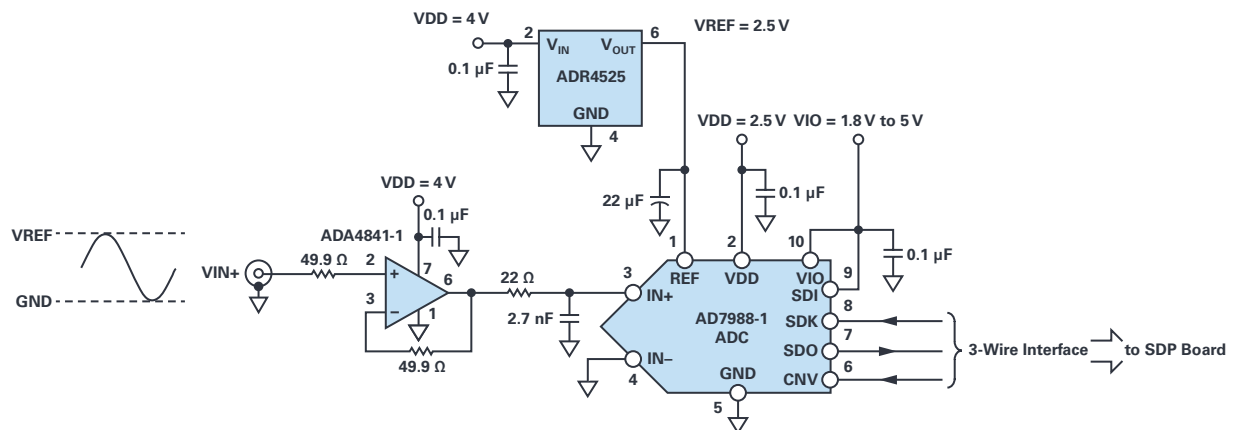 VDD = 4 V
2
VIN
VOUT
6
VREF = 2.5 V
0.1 µF
ADR4525
GND
4
VDD = 2.5 V
VIO = 1.8 V to 5 V
VDD = 4 V
0.1 µF
22 µF
0.1 µF
0.1 µF
VREF
GND
VIN+
49.9 Ω
ADA4841-1
2
+
7
6
3
–
1
49.9 Ω
22 Ω
2.7 nF
1
2
10
REF
VDD
VIO
9
SDI
3
IN+
8
AD7988-1
ADC
SDK
7
SDO
3-Wire Interface
to SDP Board
IN–
4
GND
6
CNV
5